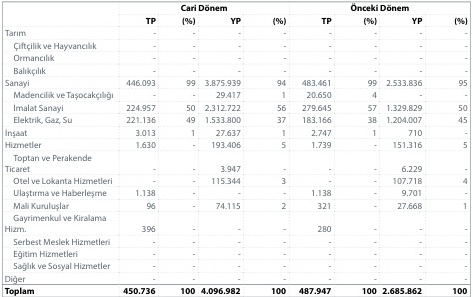 Cari Dönem Önceki Dönem
TP (%) YP (%) TP (%) YP (%)
Tarım - - - - - - - -
Çiftçilik ve Hayvancılık - - - - - - - -
Ormancılık - - - - - - - -
Balıkçılık - - - - - - - -
Sanayi 446.093 99 3.875.939 94 483.461 99 2.533.836 95
Madencilik ve Taşocakçılığı - - 29.417 1 20.650 4 - -
İmalat Sanayi 224.957 50 2.312.722 56 279.645 57 1.329.829 50
Elektrik, Gaz, Su 221.136 49 1.533.800 37 183.166 38 1.204.007 45
İnşaat 3.013 1 27.637 1 2.747 1 710 -
Hizmetler 1.630 - 193.406 5 1.739 - 151.316 5
Toptan ve Perakende
Ticaret - - 3.947 - - - 6.229 -
Otel ve Lokanta Hizmetleri - - 115.344 3 - - 107.718 4
Ulaştırma ve Haberleşme 1.138 - - - 1.138 - 9.701 -
Mali Kuruluşlar 96 - 74.115 2 321 - 27.668 1
Gayrimenkul ve Kiralama
Hizm. 396 - - - 280 - - -
Serbest Meslek Hizmetleri - - - - - - - -
Eğitim Hizmetleri - - - - - - - -
Sağlık ve Sosyal Hizmetler - - - - - - - -
Diğer - - - - - - - -
Toplam 450.736 100 4.096.982 100 487.947 100 2.685.862 100